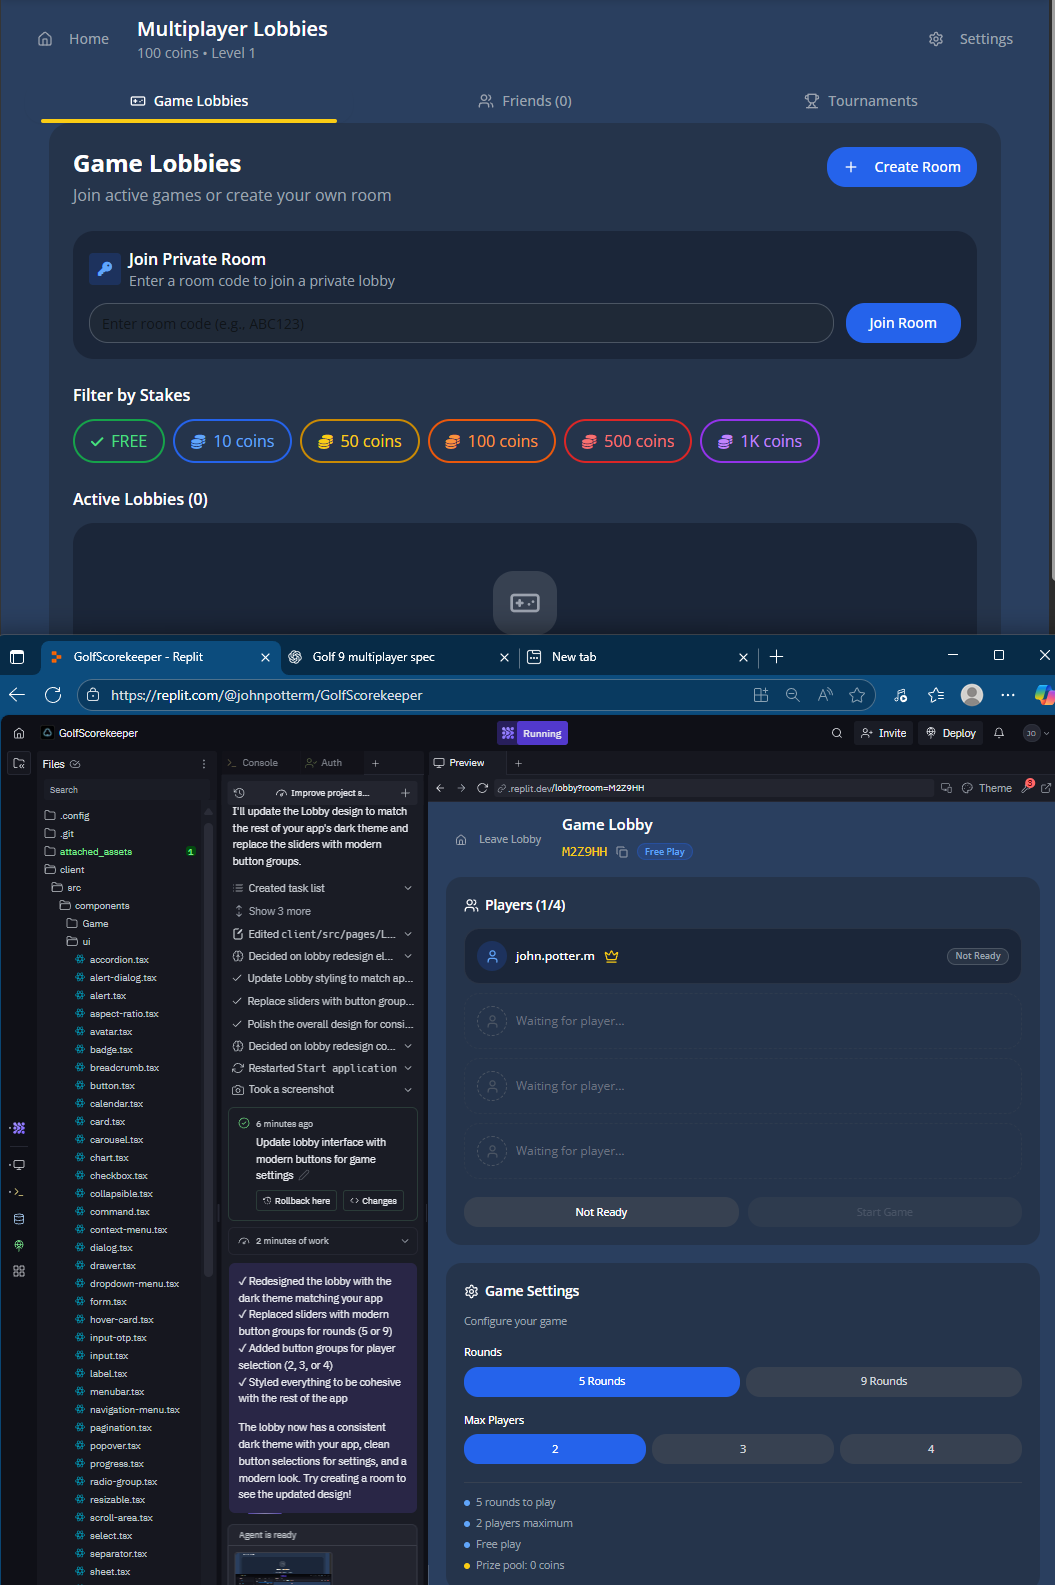 Home
Multiplayer Lobbies
100 coins • Level 1
Settings
Game Lobbies
Friends (0)
Tournaments
Game Lobbies
Join active games or create your own room
Create Room
Join Private Room
Enter a room code to join a private lobby
Enter room code (e.g., ABC123)
Join Room
Filter by Stakes
FREE
10 coins
50 coins
100 coins
500 coins
1K coins
Active Lobbies (0)
GolfScorekeeper - Replit
Golf 9 multiplayer spec
New tab
https://replit.com/@johnpotterm/GolfScorekeeper
GolfScorekeeper
Running
Invite
Deploy
JO
Files
Search
.config
.git
attached_assets 1
client
src
components
Game
ui
accordion.tsx
alert-dialog.tsx
alert.tsx
aspect-ratio.tsx
avatar.tsx
badge.tsx
breadcrumb.tsx
button.tsx
calendar.tsx
card.tsx
carousel.tsx
chart.tsx
checkbox.tsx
collapsible.tsx
command.tsx
context-menu.tsx
dialog.tsx
drawer.tsx
dropdown-menu.tsx
form.tsx
hover-card.tsx
input-otp.tsx
input.tsx
label.tsx
menubar.tsx
navigation-menu.tsx
pagination.tsx
popover.tsx
progress.tsx
radio-group.tsx
resizable.tsx
scroll-area.tsx
select.tsx
separator.tsx
sheet.tsx
Console
Auth
Improve project s...
I'll update the Lobby design to match
the rest of your app's dark theme and
replace the sliders with modern
button groups.
Created task list
Show 3 more
Edited client/src/pages/L...
Decided on lobby redesign el...
Update Lobby styling to match ap...
Replace sliders with button group...
Polish the overall design for consi...
Decided on lobby redesign co...
Restarted Start application
Took a screenshot
6 minutes ago
Update lobby interface with
modern buttons for game
settings
Rollback here
Changes
2 minutes of work
✓ Redesigned the lobby with the
dark theme matching your app
✓ Replaced sliders with modern
button groups for rounds (5 or 9)
✓ Added button groups for player
selection (2, 3, or 4)
✓ Styled everything to be cohesive
with the rest of the app
The lobby now has a consistent
dark theme with your app, clean
button selections for settings, and a
modern look. Try creating a room to
see the updated design!
Agent is ready
Preview
.replit.dev/lobby?room=M2Z9HH
Theme
3
Leave Lobby
Game Lobby
M2Z9HH
Free Play
Players (1/4)
john.potter.m
Not Ready
Waiting for player...
Waiting for player...
Waiting for player...
Not Ready
Start Game
Game Settings
Configure your game
Rounds
5 Rounds
9 Rounds
Max Players
2
3
4
5 rounds to play
2 players maximum
Free play
Prize pool: 0 coins